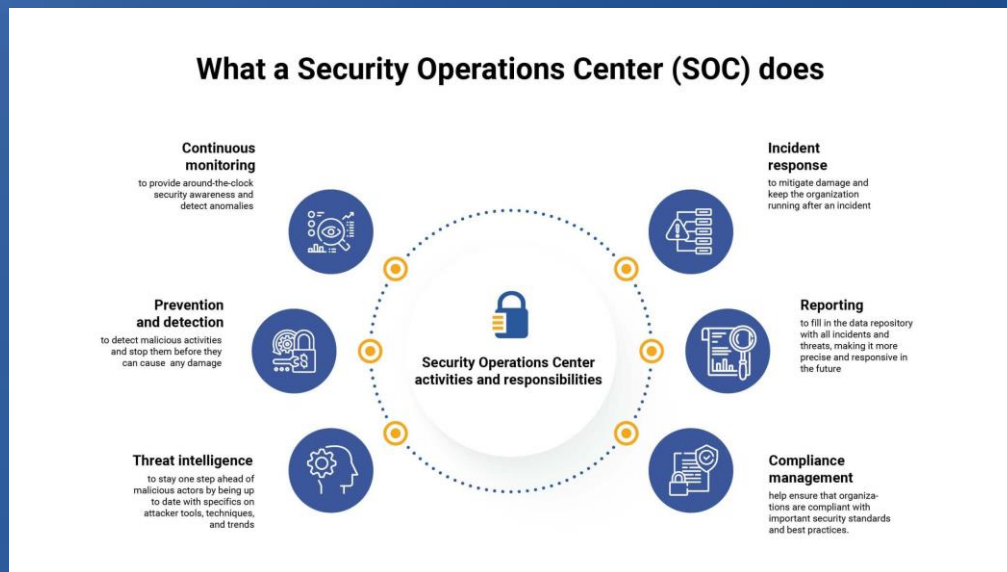 What a Security Operations Center (SOC) does
Continuous
monitoring
to provide around-the-clock
security awareness and
detect anomalies
Prevention
and detection
to detect malicious activities
and stop them before they
can cause any damage
Threat intelligence
to stay one step ahead of
malicious actors by being up
to date with specifics on
attacker tools, techniques,
and trends
Security Operations Center
activities and responsibilities
Incident
response
to mitigate damage and
keep the organization
running after an incident
Reporting
to fill in the data repository
with all incidents and
threats, making it more
precise and responsive in
the future
Compliance
management
help ensure that organiza-
tions are compliant with
important security standards
and best practices.